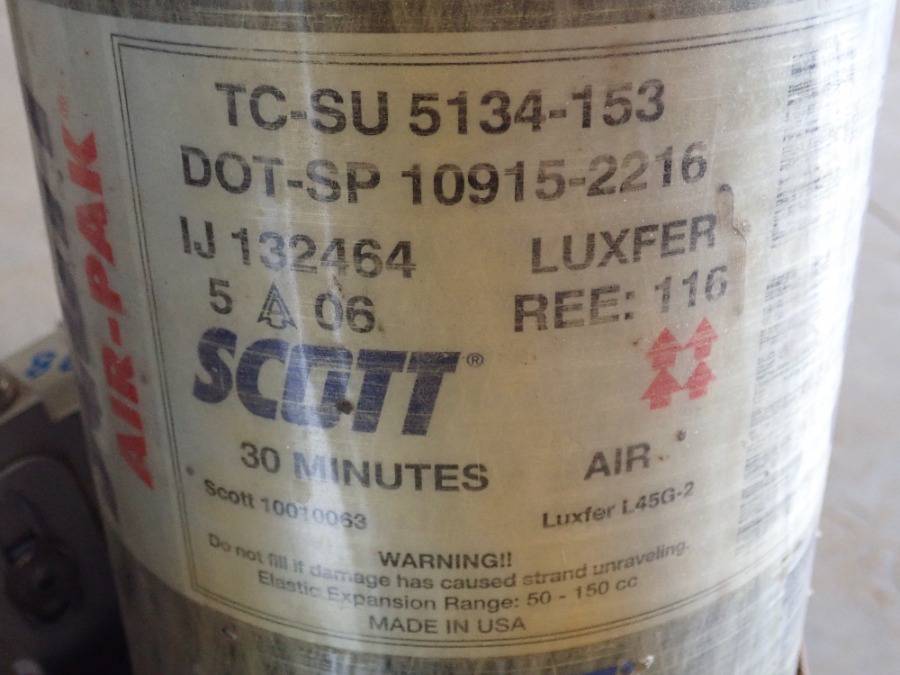 AIR-PAK
TC-SU 5134-153
DOT-SP 10915-2216
IJ 132464 LUXFER
5 06 REE: 116
SCOTT®
30 MINUTES AIR
Scott 10010063 Luxfer L45G-2
WARNING!!
Do not fill if damage has caused strand unraveling.
Elastic Expansion Range: 50 - 150 cc
MADE IN USA